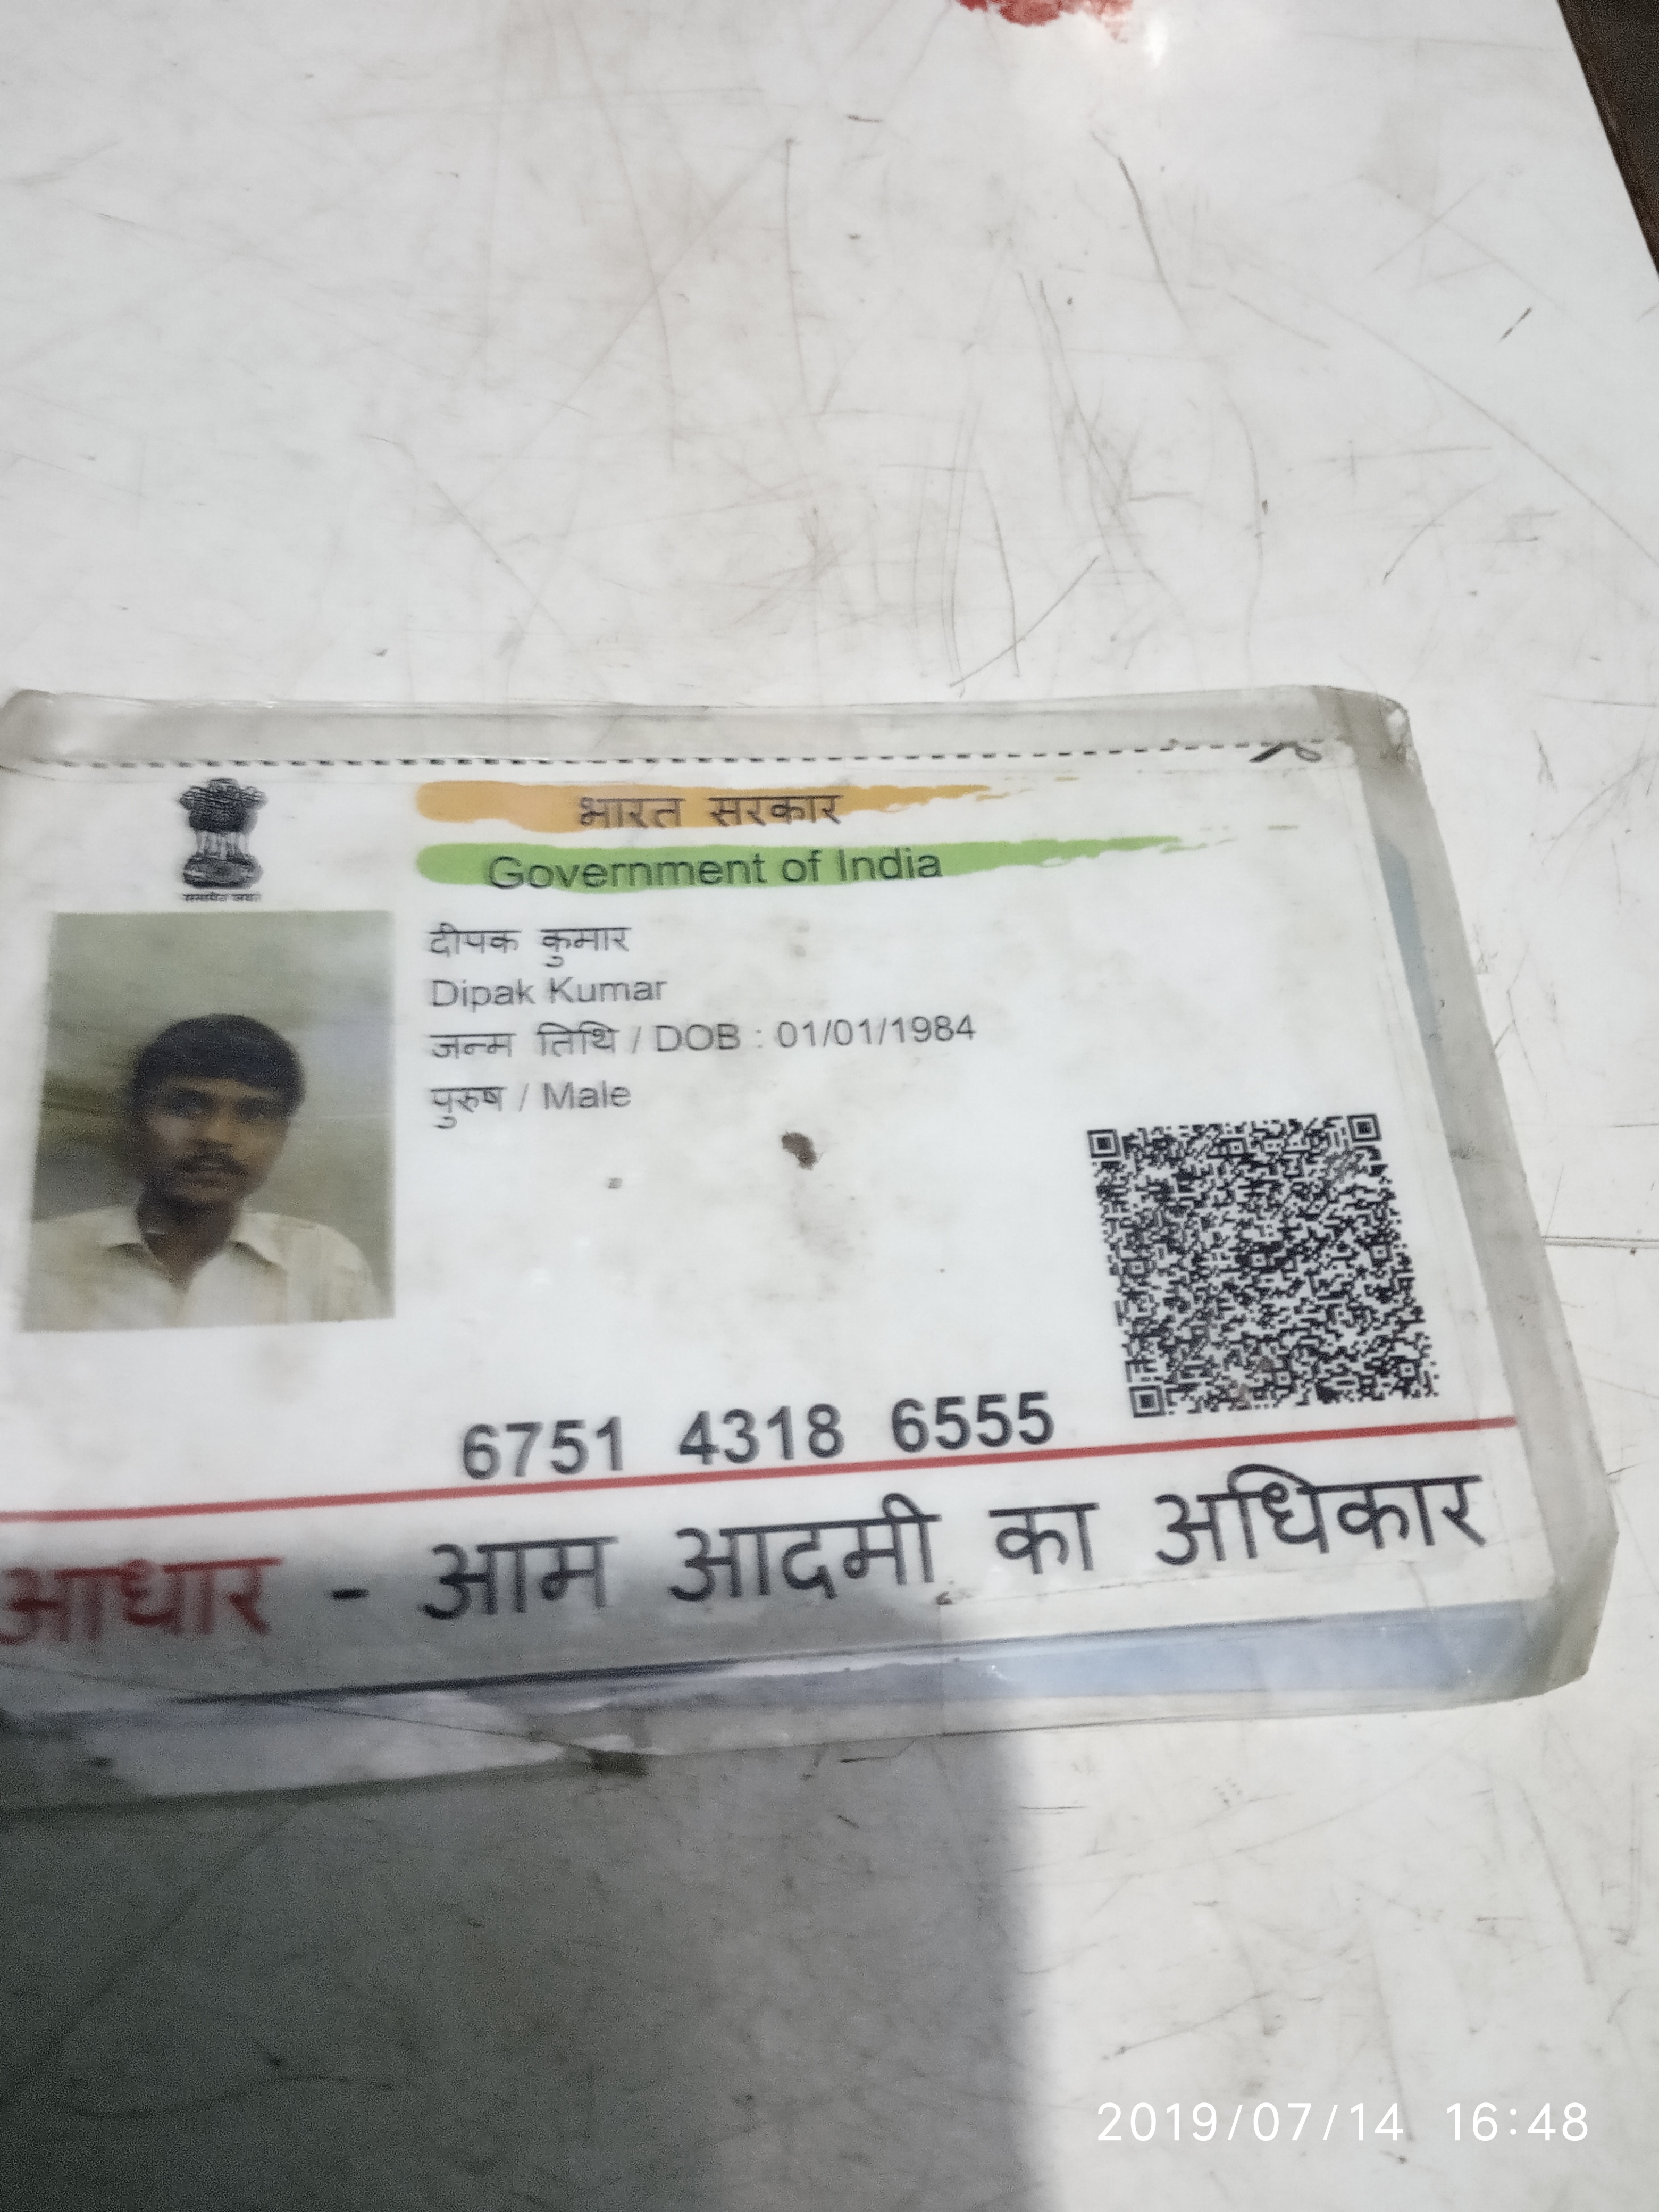 भारत सरकार
Government of India
दीपक कुमार
Dipak Kumar
जन्म तिथि / DOB : 01/01/1984
पुरुष / Male
6751 4318 6555
आधार - आम आदमी का अधिकार
2019/07/14 16:48